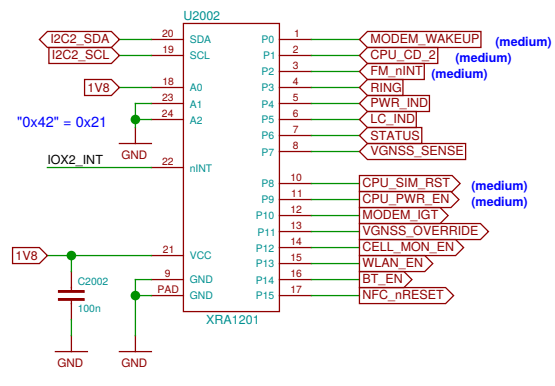 U2002
I2C2_SDA 20 SDA P0 1 MODEM_WAKEUP (medium)
I2C2_SCL 19 SCL P1 2 CPU_CD_2 (medium)
P2 3 FM_nINT (medium)
1V8 18 A0 P3 4 RING
23 A1 P4 5 PWR_IND
"0x42" = 0x21 24 A2 P5 6 LC_IND
P6 7 STATUS
GND P7 8 VGNSS_SENSE
IOX2_INT 22 nINT
P8 10 CPU_SIM_RST (medium)
P9 11 CPU_PWR_EN (medium)
P10 12 MODEM_IGT
P11 13 VGNSS_OVERRIDE
P12 14 CELL_MON_EN
1V8 21 VCC P13 15 WLAN_EN
C2002 9 GND P14 16 BT_EN
100n PAD GND P15 17 NFC_nRESET
XRA1201
GND GND